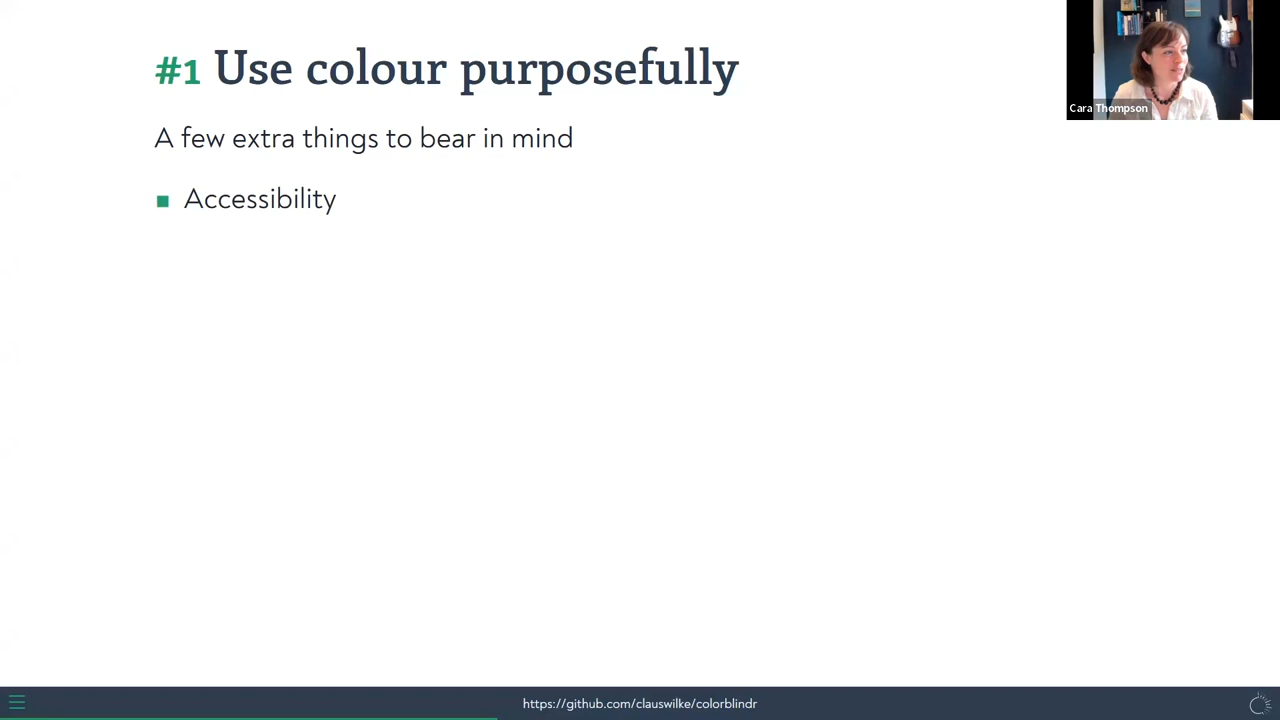 #1 Use colour purposefully
A few extra things to bear in mind
Accessibility
Cara Thompson
https://github.com/clauswilke/colorblindr